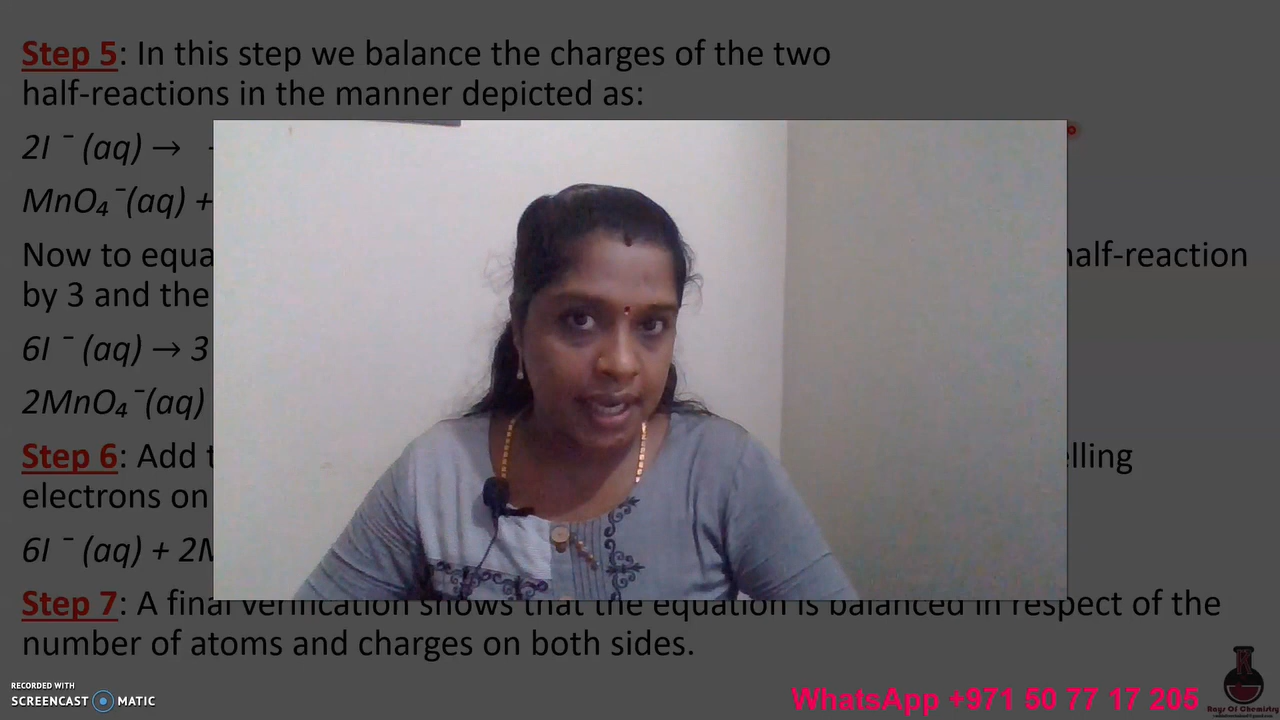 Step 5: In this step we balance the charges of the two
half-reactions in the manner depicted as:
2I ⁻ (aq) →
MnO₄⁻(aq) +
Now to equa half-reaction
by 3 and the
6I ⁻ (aq) → 3
2MnO₄⁻(aq)
Step 6: Add elling
electrons on
6I ⁻ (aq) + 2M
Step 7: A final verification shows that the equation is balanced in respect of the
number of atoms and charges on both sides.
RECORDED WITH
SCREENCAST MATIC
WhatsApp +971 50 77 17 205
Rays Of Chemistry